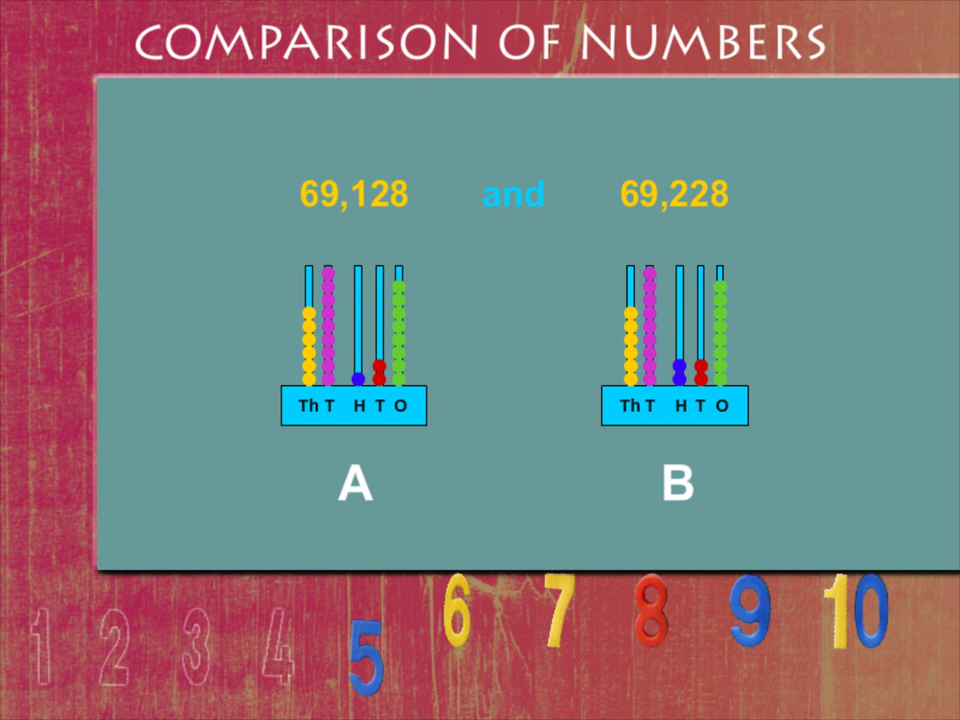 COMPARISON OF NUMBERS
69,128 and 69,228
Th T H T O Th T H T O
A B
1 2 3 4 5 6 7 8 9 10